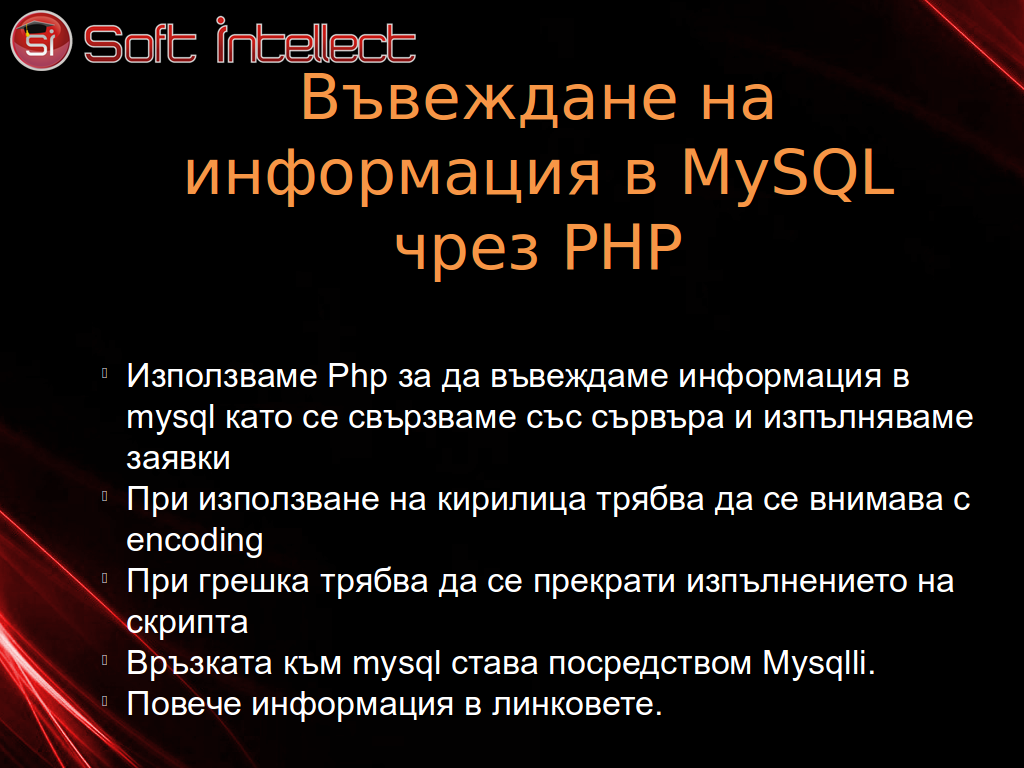 Si Soft Intellect
Въвеждане на
информация в MySQL
чрез PHP
Използваме Php за да въвеждаме информация в
mysql като се свързваме със сървъра и изпълняваме
заявки
При използване на кирилица трябва да се внимава с
encoding
При грешка трябва да се прекрати изпълнението на
скрипта
Връзката към mysql става посредством Mysqlli.
Повече информация в линковете.